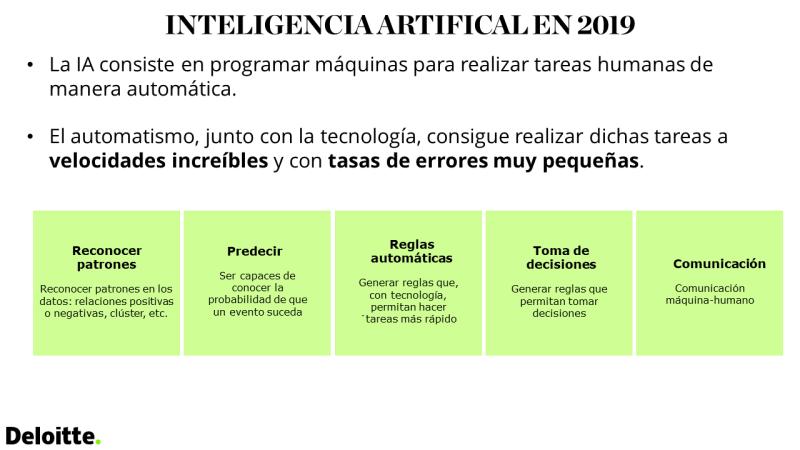 INTELIGENCIA ARTIFICAL EN 2019
• La IA consiste en programar máquinas para realizar tareas humanas de
manera automática.
• El automatismo, junto con la tecnología, consigue realizar dichas tareas a
velocidades increíbles y con tasas de errores muy pequeñas.
Reconocer
patrones
Reconocer patrones en los
datos: relaciones positivas
o negativas, clúster, etc.
Predecir
Ser capaces de
conocer la
probabilidad de que
un evento suceda
Reglas
automáticas
Generar reglas que,
con tecnología,
permitan hacer
tareas más rápido
Toma de
decisiones
Generar reglas que
permitan tomar
decisiones
Comunicación
Comunicación
máquina-humano
Deloitte.